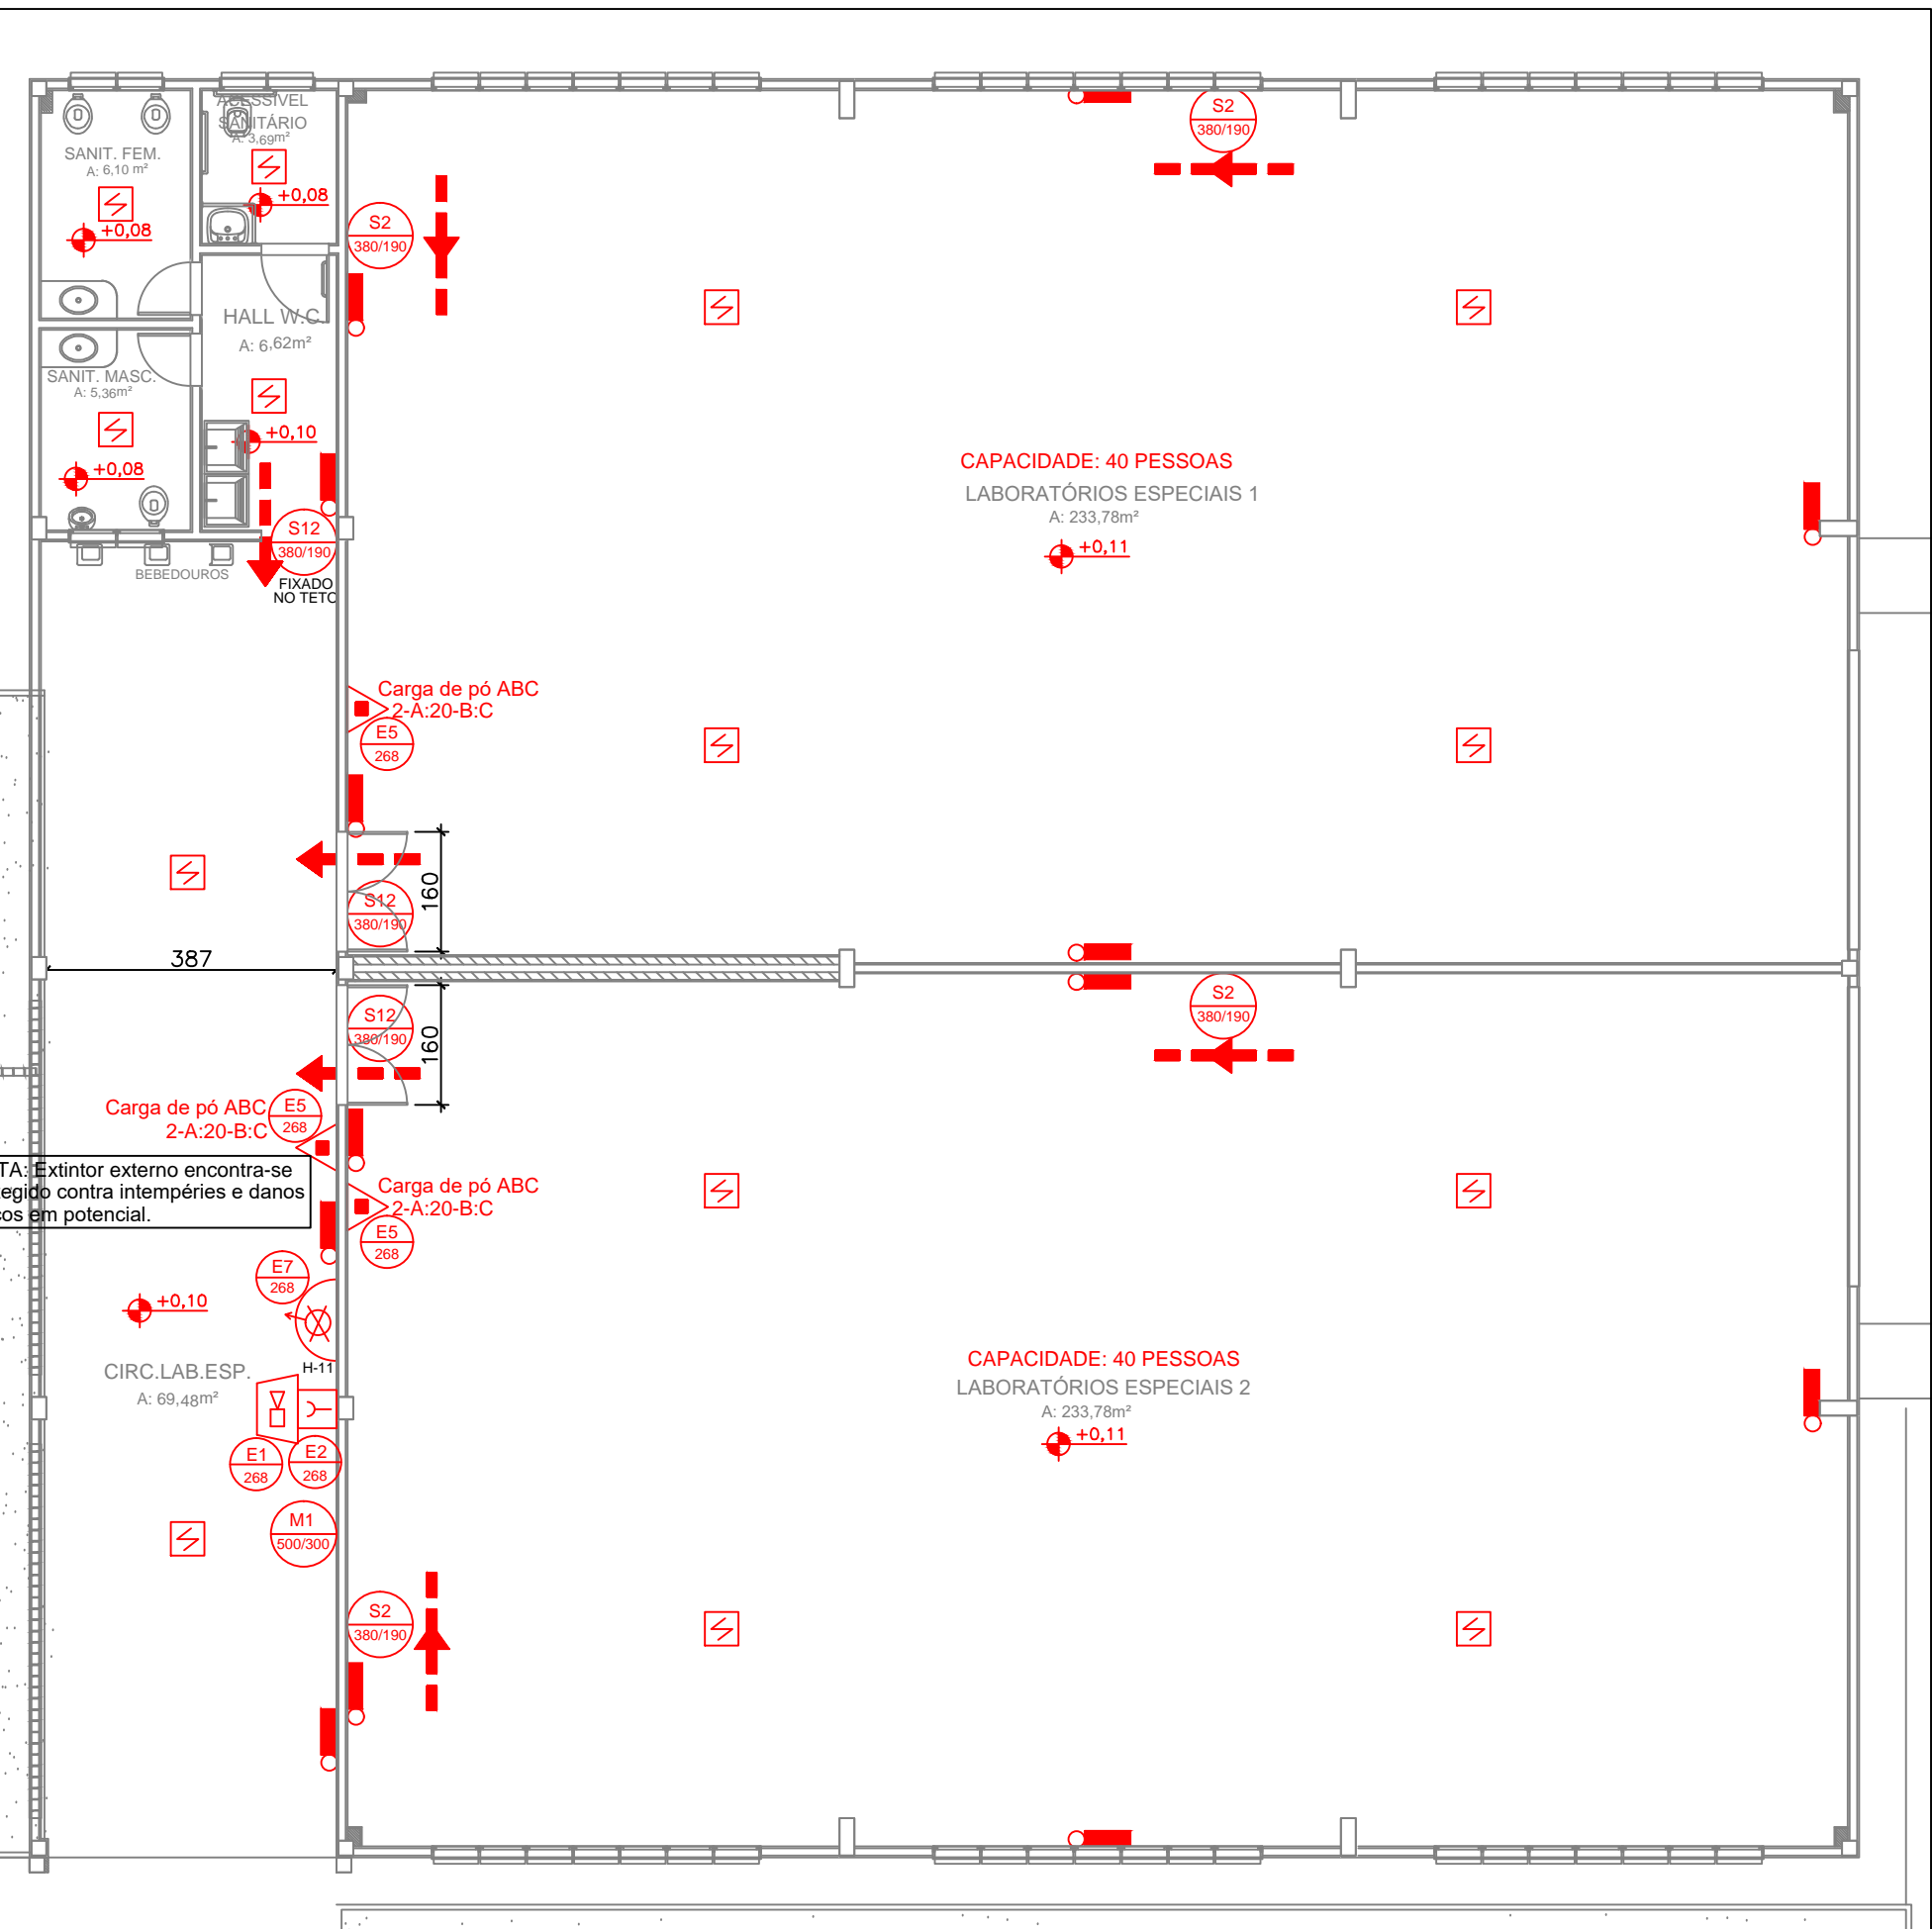 ACESSÍVEL
SANITÁRIO
A: 3,69m²
+0,08
SANIT. FEM.
A: 6,10 m²
+0,08
HALL W.C.
A: 6,62m²
+0,10
SANIT. MASC.
A: 5,36m²
+0,08
S12
380/190
FIXADO
NO TETO
BEBEDOUROS
S2
380/190
S2
380/190
CAPACIDADE: 40 PESSOAS
LABORATÓRIOS ESPECIAIS 1
A: 233,78m²
+0,11
Carga de pó ABC
2-A:20-B:C
E5
268
S12
380/190
160
387
S12
380/190
160
S2
380/190
Carga de pó ABC
2-A:20-B:C
E5
268
TA: Extintor externo encontra-se
egido contra intempéries e danos
cos em potencial.
Carga de pó ABC
2-A:20-B:C
E5
268
E7
268
+0,10
H-11
CIRC.LAB.ESP.
A: 69,48m²
E1
268
E2
268
M1
500/300
CAPACIDADE: 40 PESSOAS
LABORATÓRIOS ESPECIAIS 2
A: 233,78m²
+0,11
S2
380/190